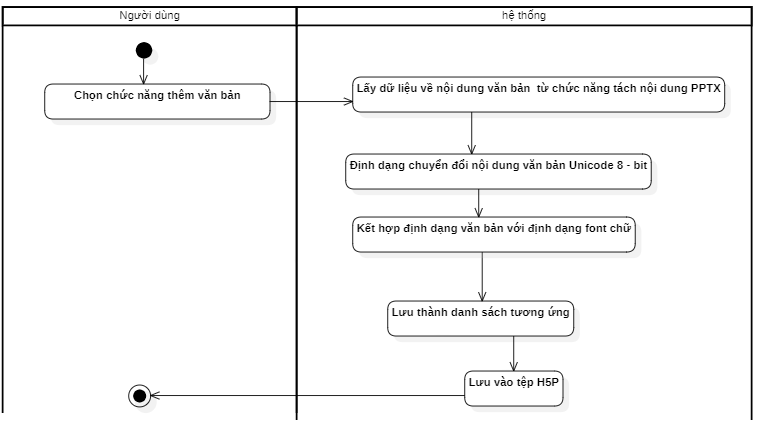 Người dùng
hệ thống
Chọn chức năng thêm văn bản
Lấy dữ liệu về nội dung văn bản từ chức năng tách nội dung PPTX
Định dạng chuyển đổi nội dung văn bản Unicode 8 - bit
Kết hợp định dạng văn bản với định dạng font chữ
Lưu thành danh sách tương ứng
Lưu vào tệp H5P